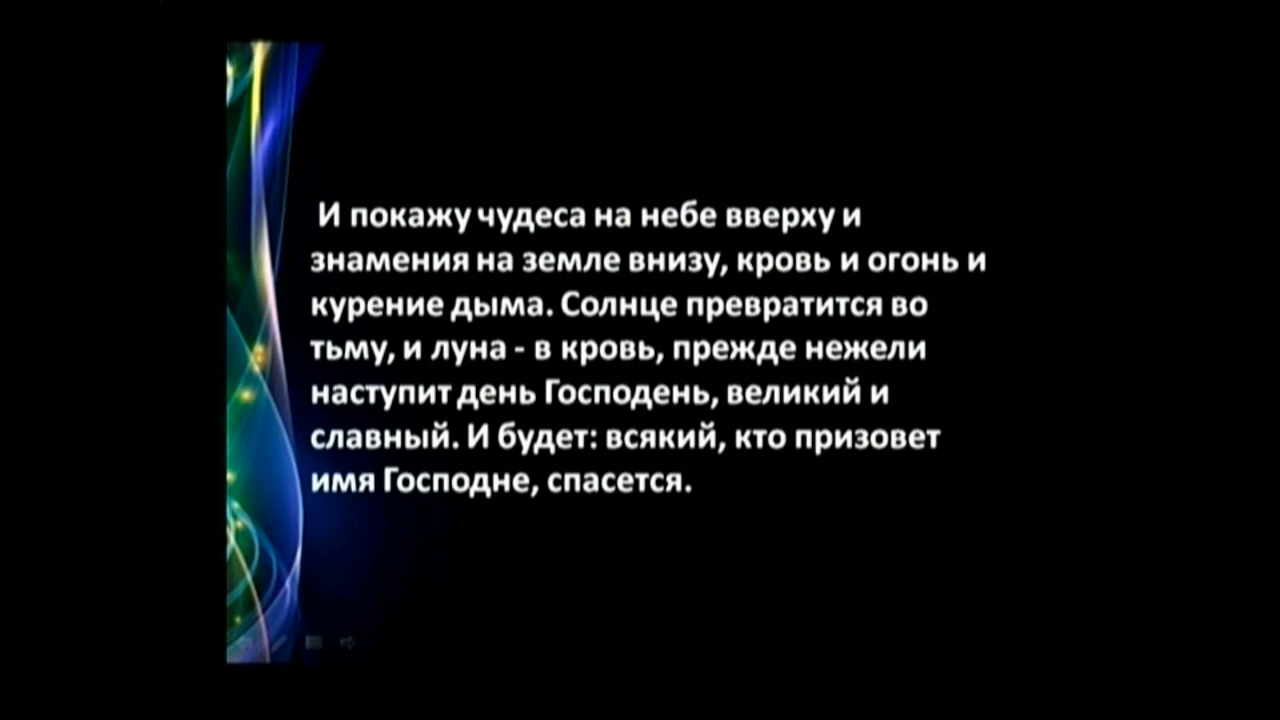 И покажу чудеса на небе вверху и
знамения на земле внизу, кровь и огонь и
курение дыма. Солнце превратится во
тьму, и луна - в кровь, прежде нежели
наступит день Господень, великий и
славный. И будет: всякий, кто призовет
имя Господне, спасется.